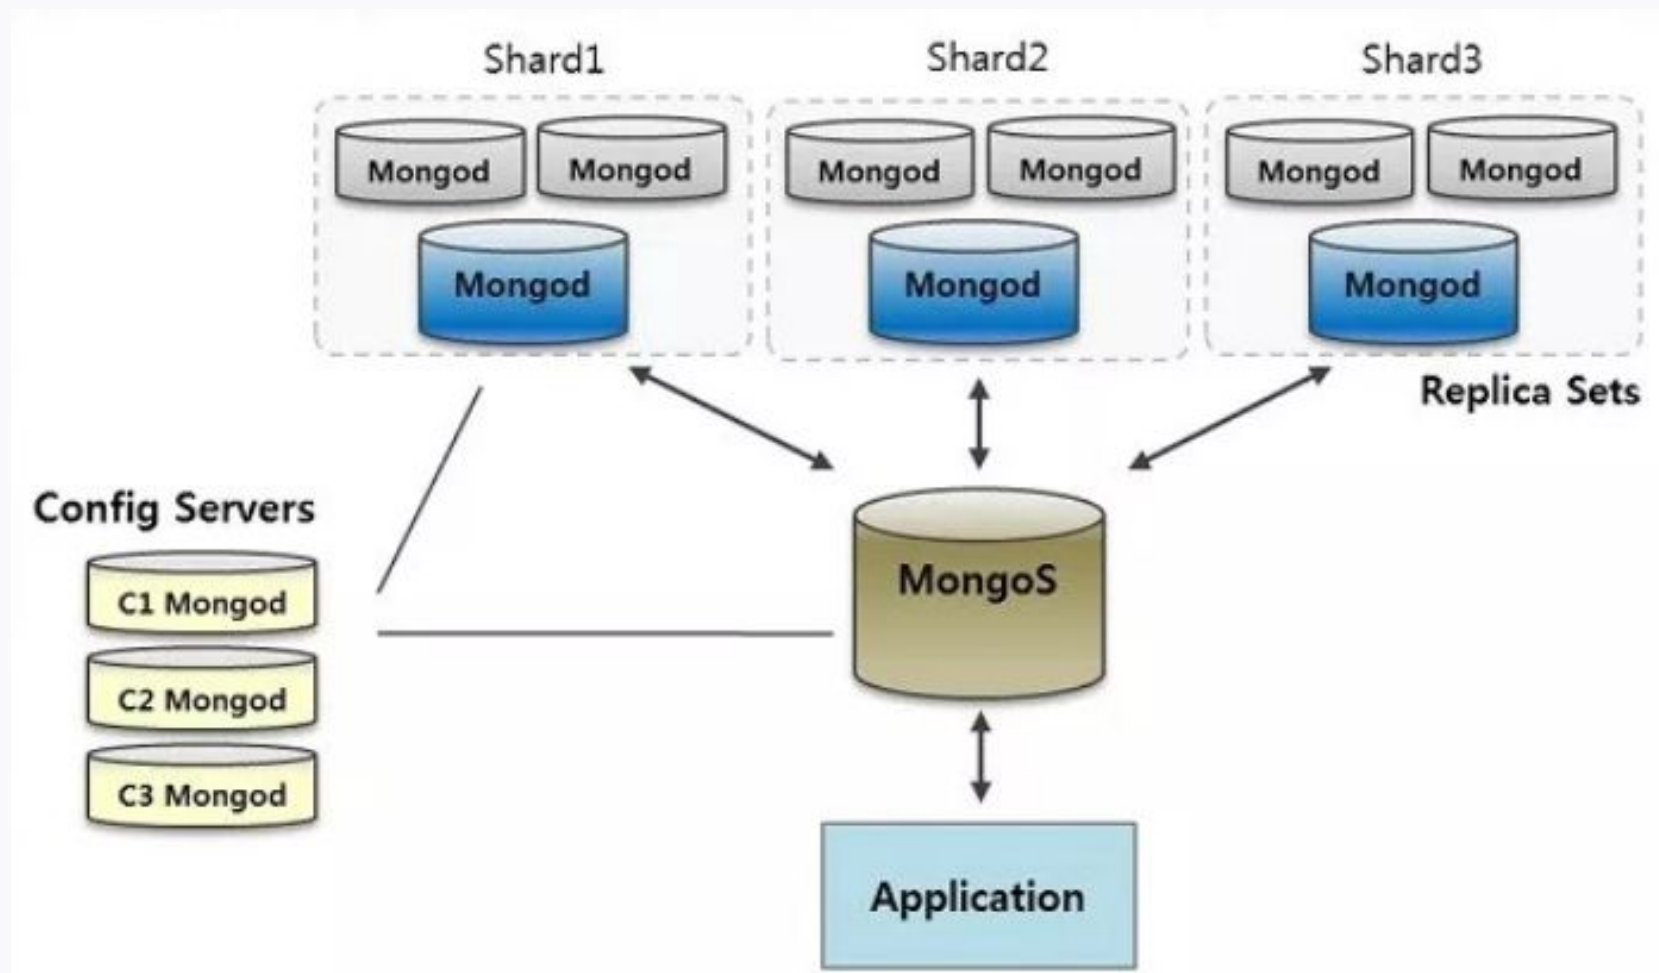 Shard1
Shard2
Shard3
Mongod
Mongod
Mongod
Mongod
Mongod
Mongod
Mongod
Mongod
Mongod
Replica Sets
Config Servers
C1 Mongod
C2 Mongod
C3 Mongod
MongoS
Application